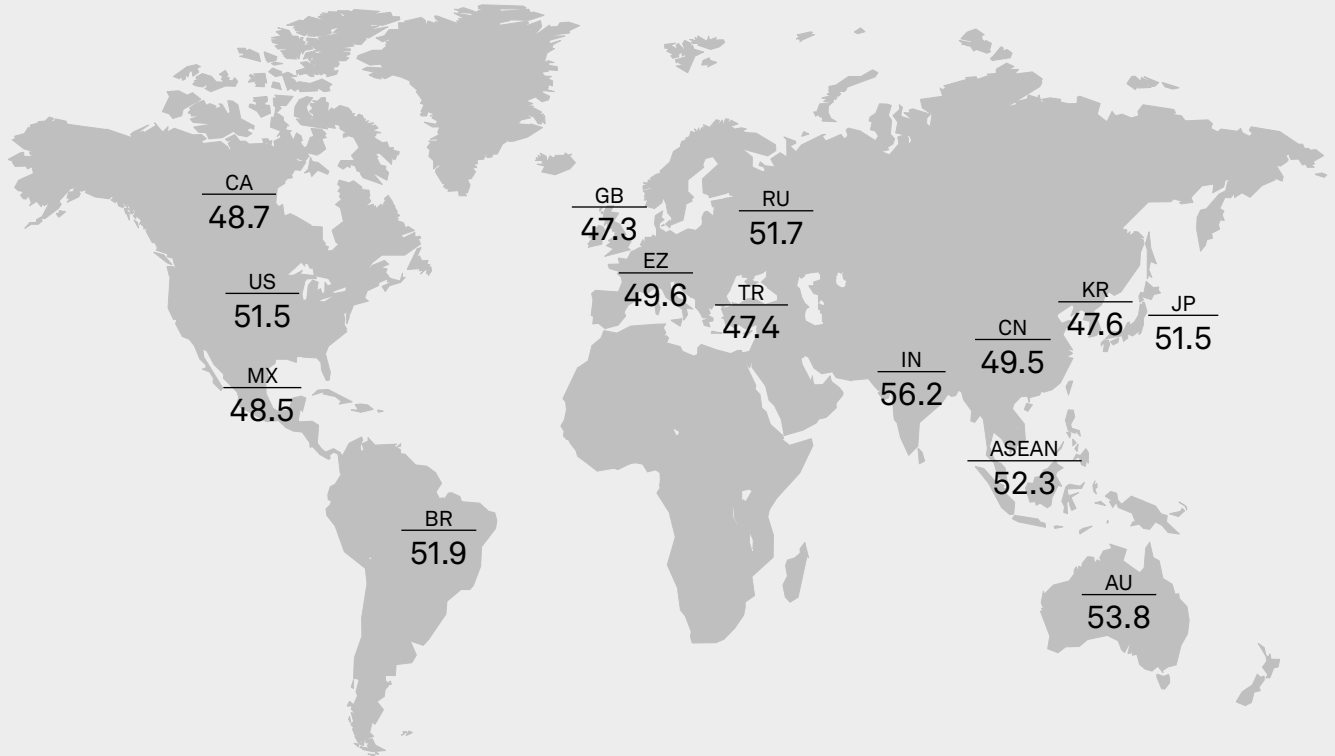 CA
48.7
GB
47.3
RU
51.7
EZ
49.6
US
51.5
TR
47.4
KR
47.6
JP
51.5
CN
49.5
IN
56.2
MX
48.5
ASEAN
52.3
BR
51.9
AU
53.8